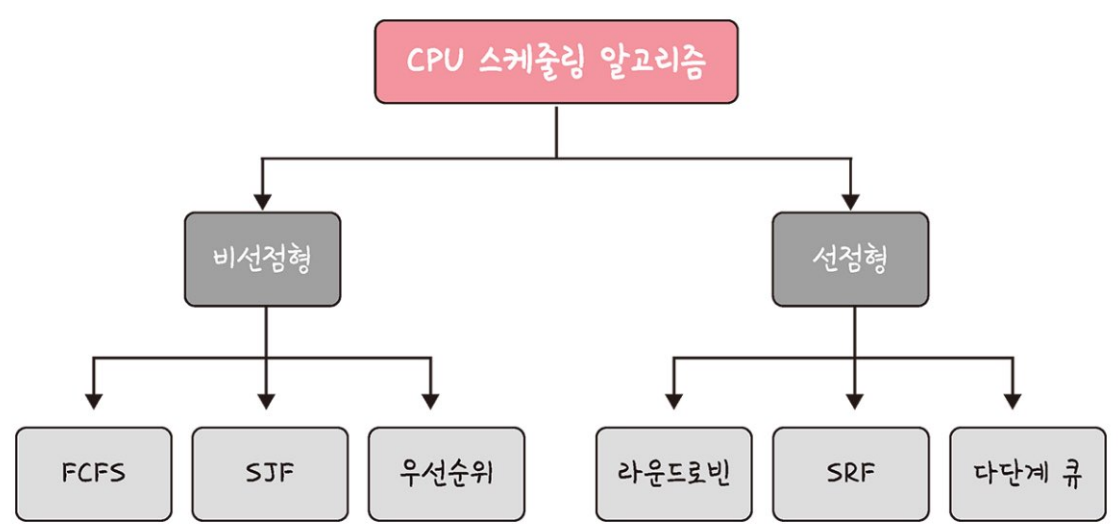 CPU 스케줄링 알고리즘
비선점형
선점형
FCFS
SJF
우선순위
라운드로빈
SRF
다단계 큐